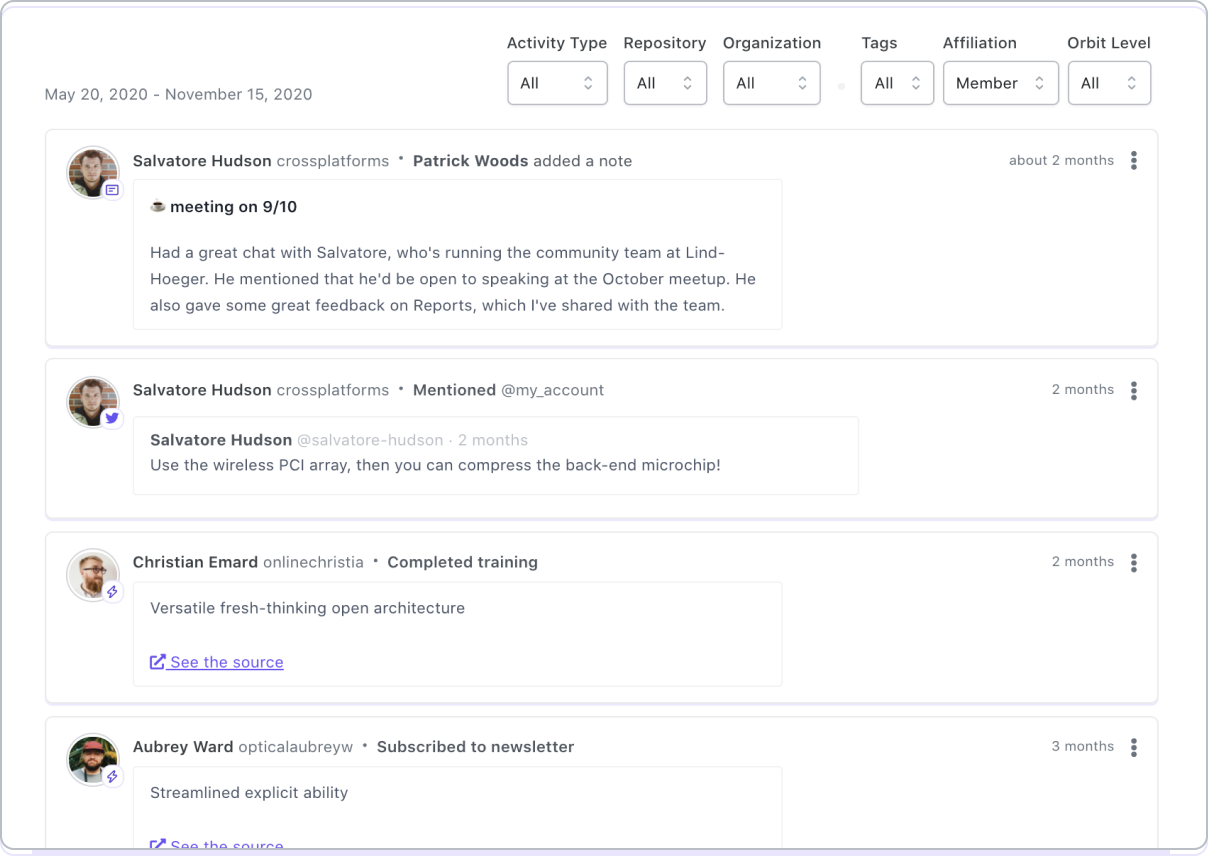 Activity Type Repository Organization Tags Affiliation Orbit Level
All All All All Member All
May 20, 2020 - November 15, 2020
Salvatore Hudson crossplatforms • Patrick Woods added a note about 2 months
☕ meeting on 9/10
Had a great chat with Salvatore, who's running the community team at Lind-
Hoeger. He mentioned that he'd be open to speaking at the October meetup. He
also gave some great feedback on Reports, which I've shared with the team.
Salvatore Hudson crossplatforms • Mentioned @my_account 2 months
Salvatore Hudson @salvatore-hudson · 2 months
Use the wireless PCI array, then you can compress the back-end microchip!
Christian Emard onlinechristia • Completed training 2 months
Versatile fresh-thinking open architecture
See the source
Aubrey Ward opticalaubreyw • Subscribed to newsletter 3 months
Streamlined explicit ability
See the source